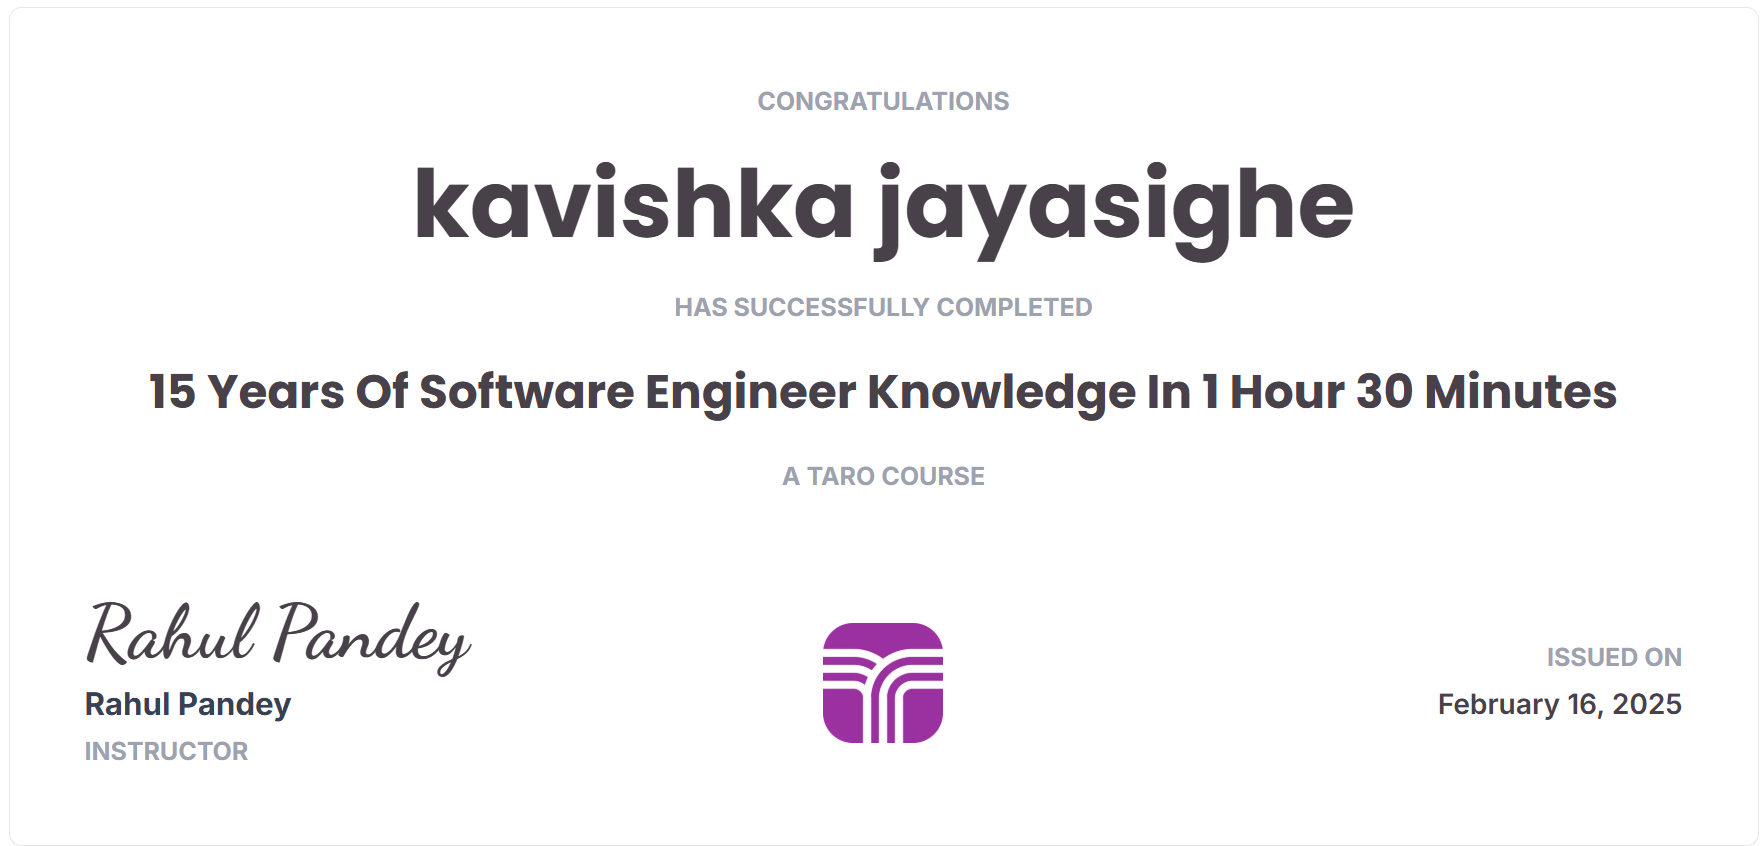 CONGRATULATIONS
kavishka jayasighe
HAS SUCCESSFULLY COMPLETED
15 Years Of Software Engineer Knowledge In 1 Hour 30 Minutes
A TARO COURSE
Rahul Pandey
Rahul Pandey
INSTRUCTOR
ISSUED ON
February 16, 2025